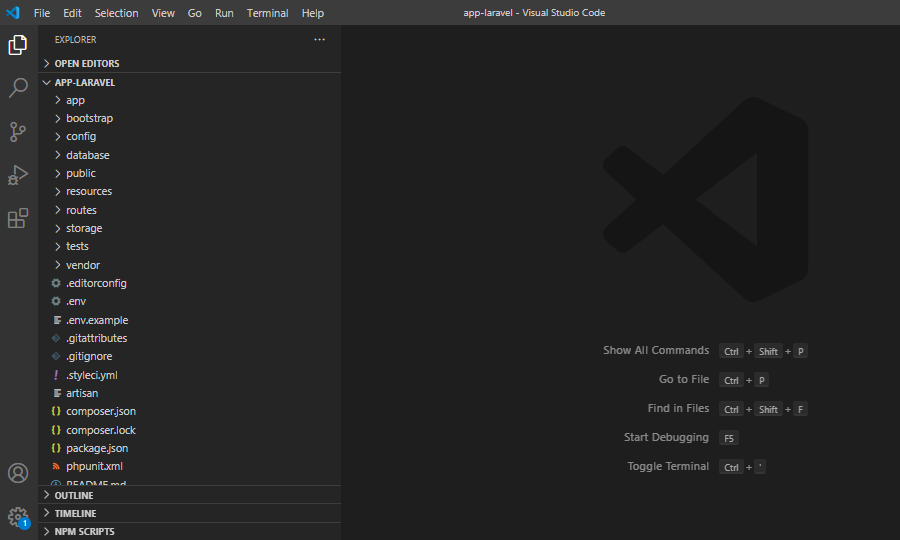 File Edit Selection View Go Run Terminal Help
app-laravel - Visual Studio Code
EXPLORER
OPEN EDITORS
APP-LARAVEL
app
bootstrap
config
database
public
resources
routes
storage
tests
vendor
.editorconfig
.env
.env.example
.gitattributes
.gitignore
.styleci.yml
artisan
composer.json
composer.lock
package.json
phpunit.xml
README.md
OUTLINE
TIMELINE
NPM SCRIPTS
1
Show All Commands Ctrl + Shift + P
Go to File Ctrl + P
Find in Files Ctrl + Shift + F
Start Debugging F5
Toggle Terminal Ctrl + '